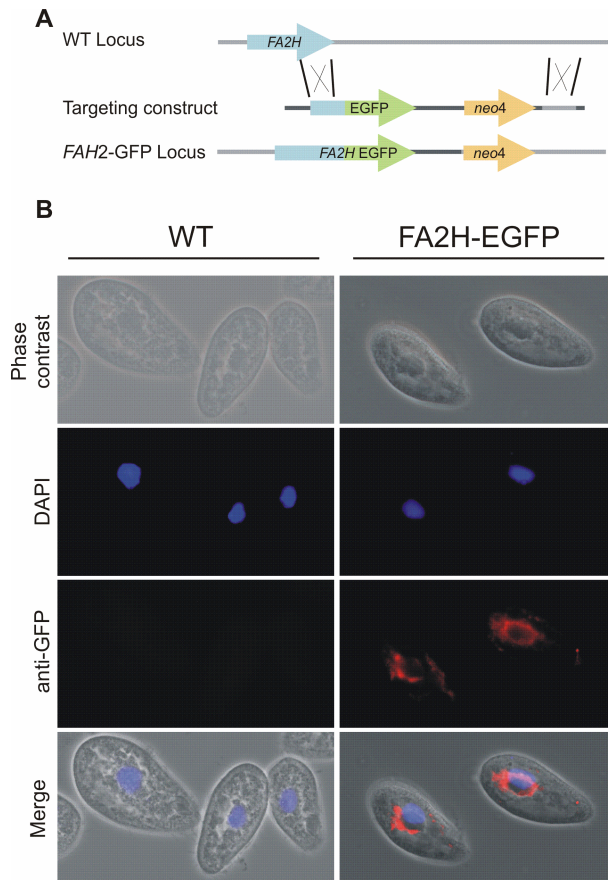 A
WT Locus
FA2H
Targeting construct
EGFP
neo4
FAH2-GFP Locus
FA2H EGFP
neo4
B
WT
FA2H-EGFP
Phase contrast
DAPI
anti-GFP
Merge